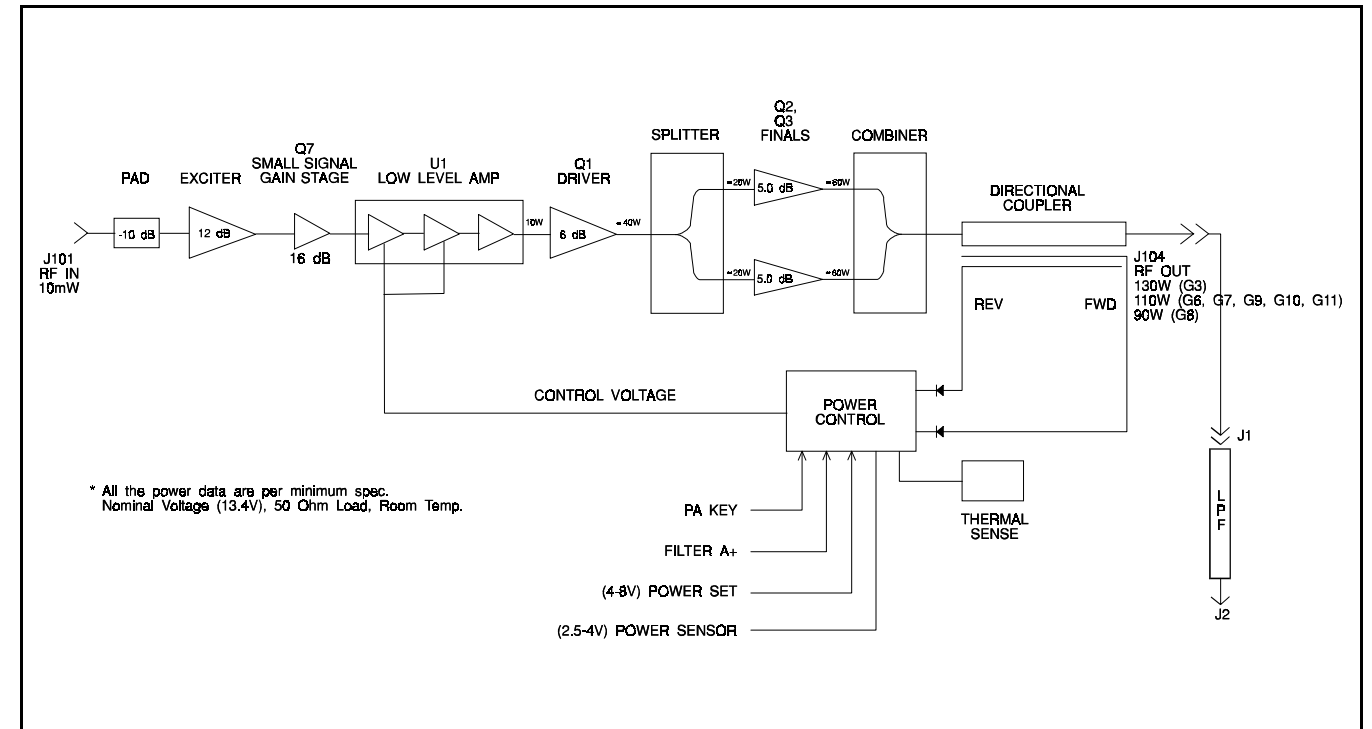 PAD
EXCITER
Q7
SMALL SIGNAL
GAIN STAGE
U1
LOW LEVEL AMP
Q1
DRIVER
SPLITTER
Q2,
Q3
FINALS
COMBINER
DIRECTIONAL
COUPLER
-10 dB
12 dB
16 dB
10W
6 dB
≈40W
≈20W
5.0 dB
≈60W
≈20W
5.0 dB
≈60W
J101
RF IN
10mW
J104
RF OUT
130W (G3)
110W (G6, G7, G9, G10, G11)
90W (G8)
REV
FWD
CONTROL VOLTAGE
POWER
CONTROL
J1
LPF
J2
* All the power data are per minimum spec.
Nominal Voltage (13.4V), 50 Ohm Load, Room Temp.
THERMAL
SENSE
PA KEY
FILTER A+
(4-8V) POWER SET
(2.5-4V) POWER SENSOR